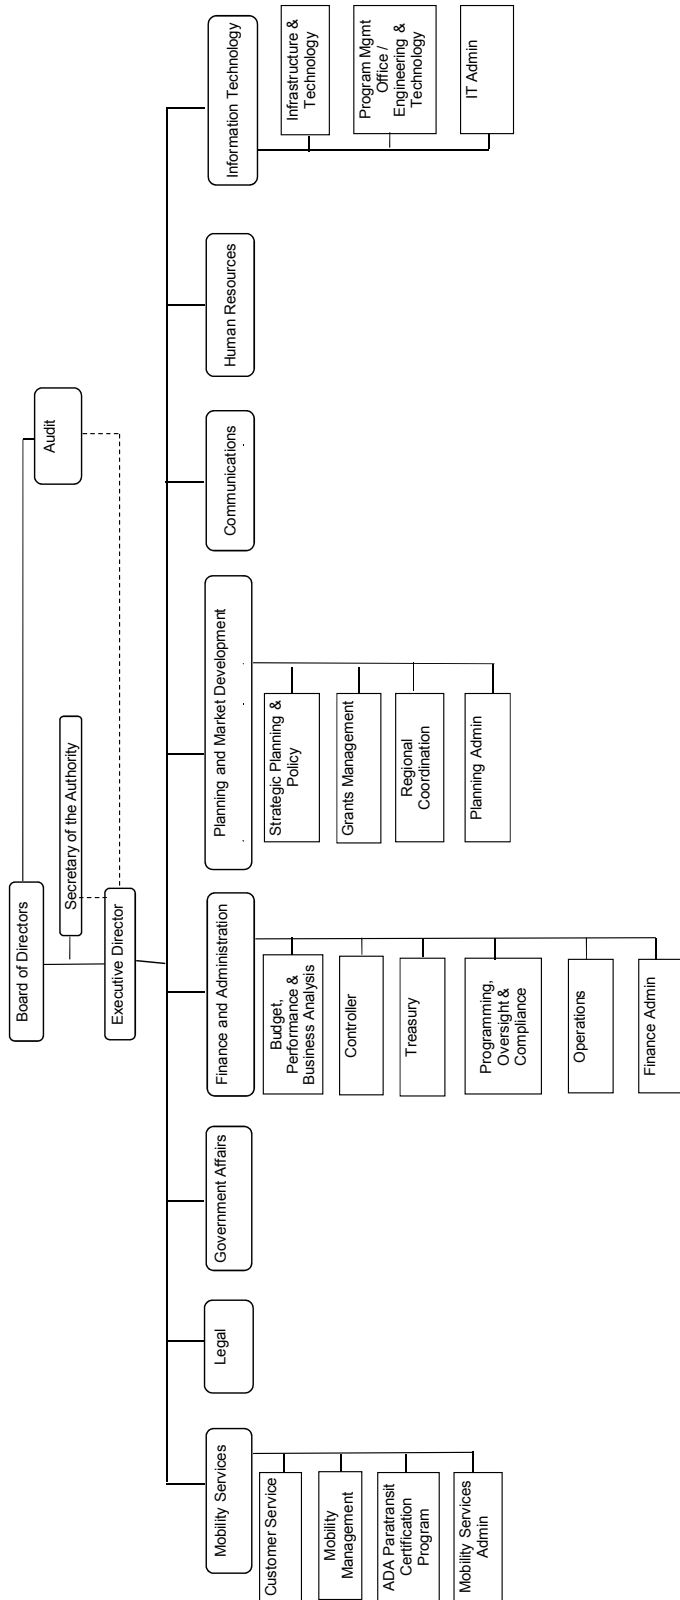 Board of Directors
Audit
Secretary of the Authority
Executive Director
Mobility Services
Legal
Government Affairs
Finance and Administration
Planning and Market Development
Communications
Human Resources
Information Technology
Customer Service
Mobility
Management
ADA Paratransit
Certification
Program
Mobility Services
Admin
Budget,
Performance &
Business Analysis
Controller
Treasury
Programming,
Oversight &
Compliance
Operations
Finance Admin
Strategic Planning &
Policy
Grants Management
Regional
Coordination
Planning Admin
Infrastructure &
Technology
Program Mgmt
Office /
Engineering &
Technology
IT Admin